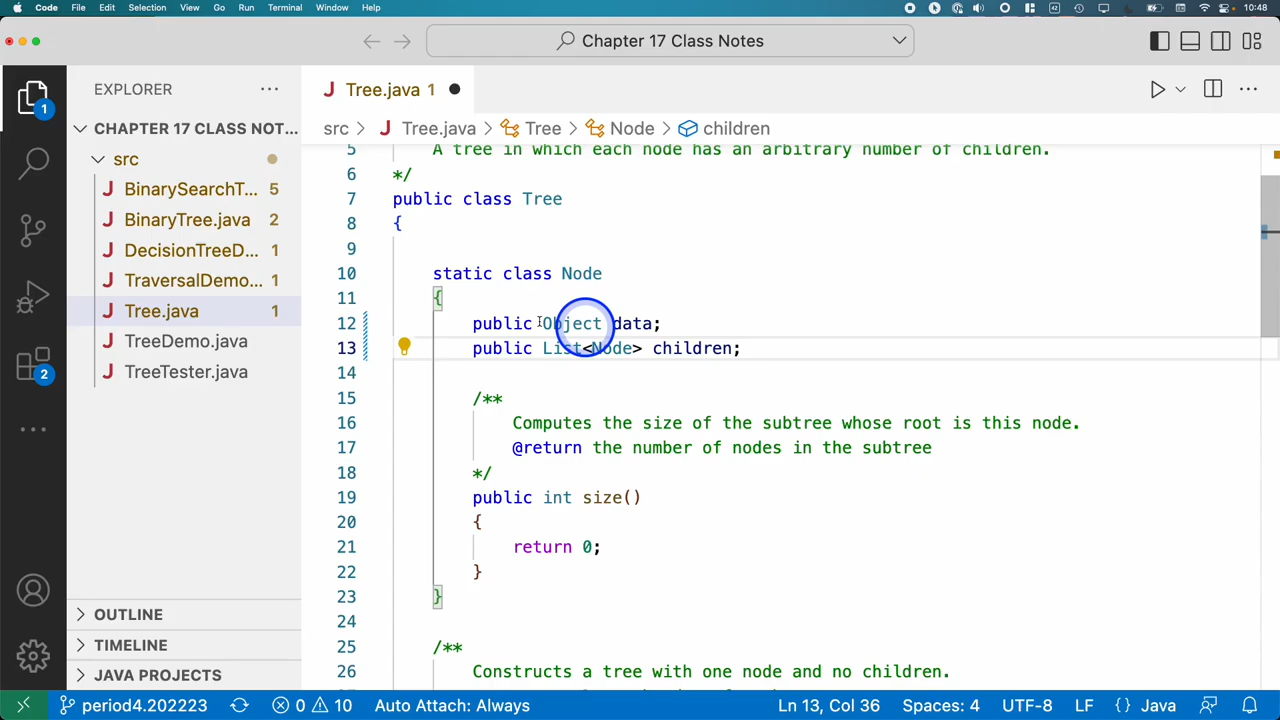 Code File Edit Selection View Go Run Terminal Window Help 10:48
Chapter 17 Class Notes
EXPLORER
Tree.java 1
CHAPTER 17 CLASS NOT...
src > Tree.java > Tree > Node > children
src
BinarySearchT... 5
BinaryTree.java 2
DecisionTreeD... 1
TraversalDemo... 1
Tree.java 1
TreeDemo.java
TreeTester.java
OUTLINE
TIMELINE
JAVA PROJECTS
1
2
5 A tree in which each node has an arbitrary number of children.
6 */
7 public class Tree
8 {
9
10 static class Node
11 {
12 public Object data;
13 public List<Node> children;
14
15 /**
16 Computes the size of the subtree whose root is this node.
17 @return the number of nodes in the subtree
18 */
19 public int size()
20 {
21 return 0;
22 }
23 }
24
25 /**
26 Constructs a tree with one node and no children.
period4.202223 0 10 Auto Attach: Always Ln 13, Col 36 Spaces: 4 UTF-8 LF {} Java